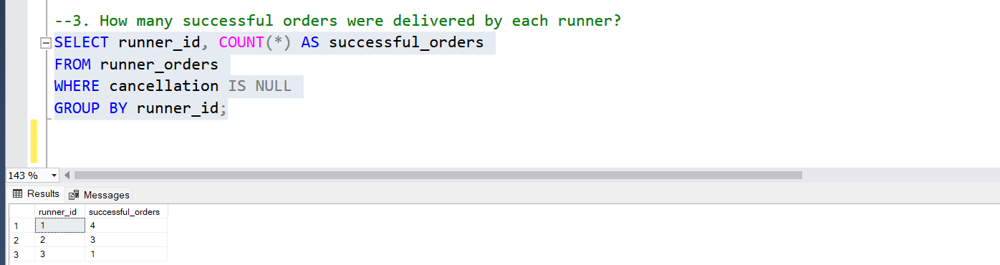 --3. How many successful orders were delivered by each runner?
SELECT runner_id, COUNT(*) AS successful_orders
FROM runner_orders
WHERE cancellation IS NULL
GROUP BY runner_id;
143 %
Results Messages
runner_id successful_orders
1 1 4
2 2 3
3 3 1